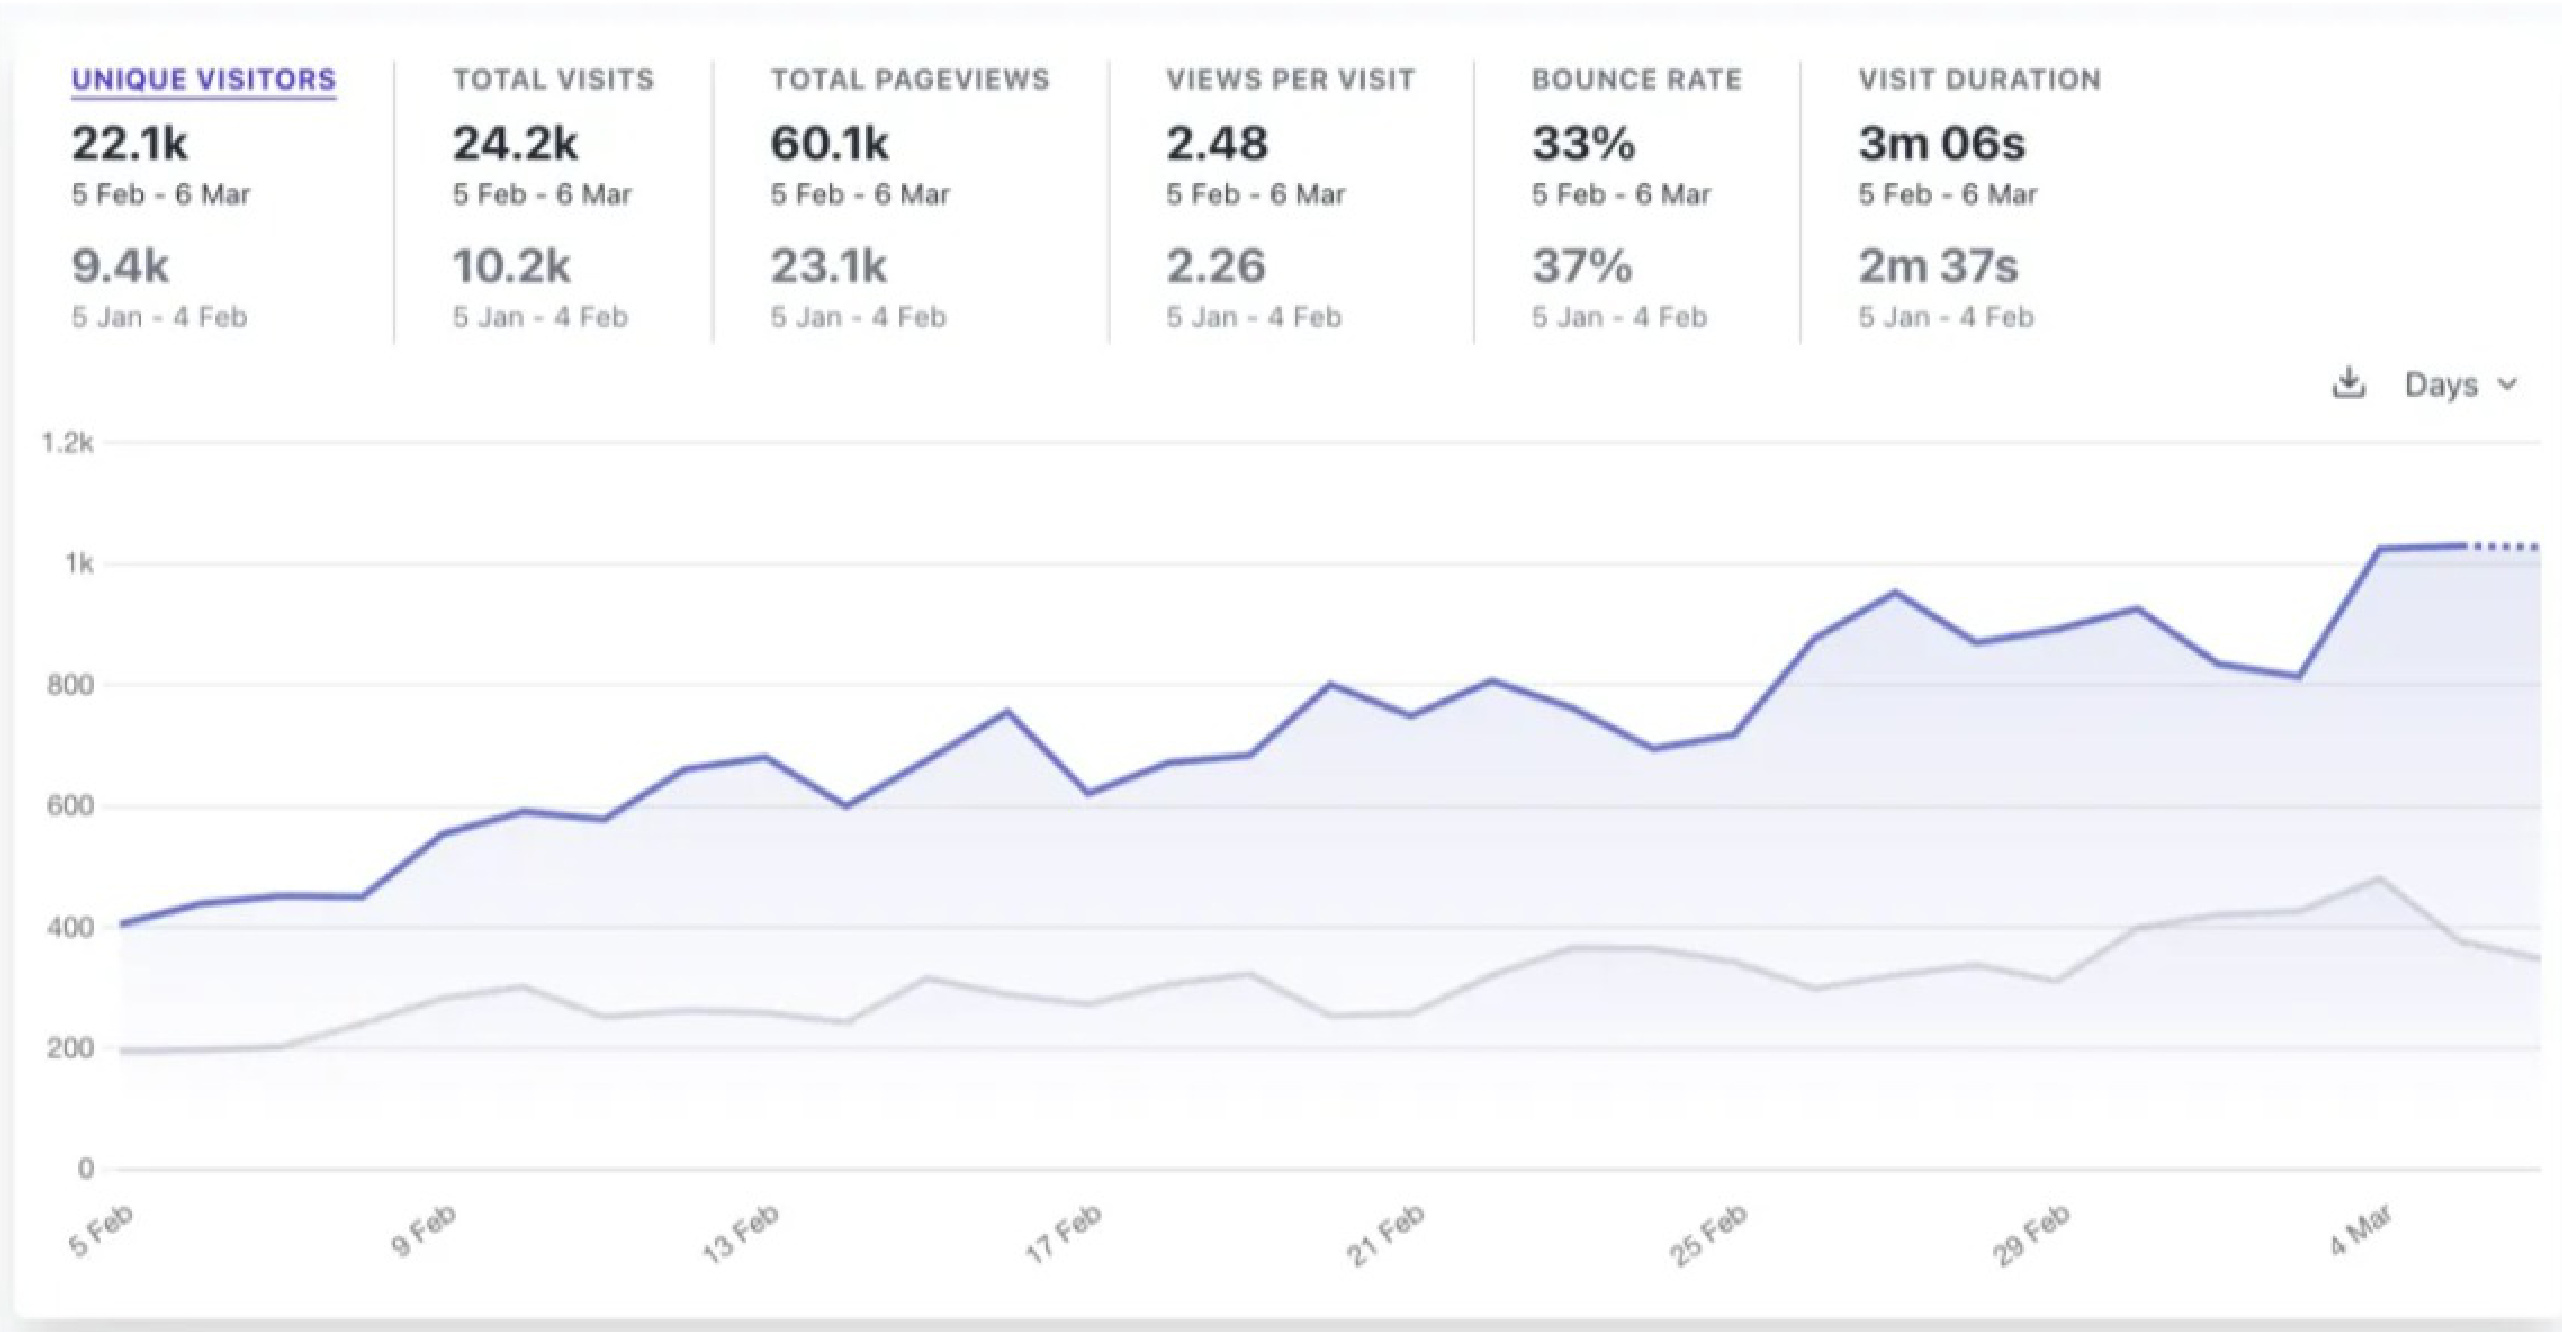 UNIQUE VISITORS
22.1k
5 Feb - 6 Mar
9.4k
5 Jan - 4 Feb
TOTAL VISITS
24.2k
5 Feb - 6 Mar
10.2k
5 Jan - 4 Feb
TOTAL PAGEVIEWS
60.1k
5 Feb - 6 Mar
23.1k
5 Jan - 4 Feb
VIEWS PER VISIT
2.48
5 Feb - 6 Mar
2.26
5 Jan - 4 Feb
BOUNCE RATE
33%
5 Feb - 6 Mar
37%
5 Jan - 4 Feb
VISIT DURATION
3m 06s
5 Feb - 6 Mar
2m 37s
5 Jan - 4 Feb
Days
1.2k
1k
800
600
400
200
0
5 Feb
9 Feb
13 Feb
17 Feb
21 Feb
25 Feb
29 Feb
4 Mar